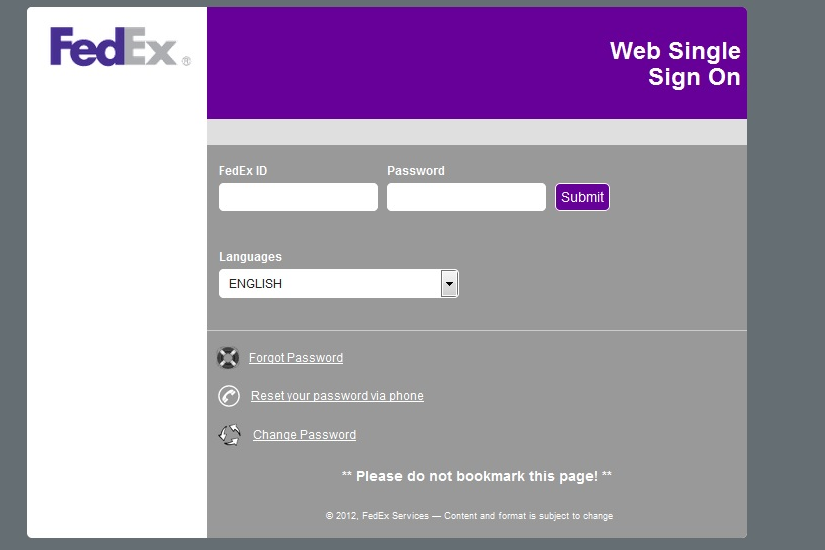 FedEx ®
Web Single
Sign On
FedEx ID
Password
Submit
Languages
ENGLISH
Forgot Password
Reset your password via phone
Change Password
** Please do not bookmark this page! **
© 2012, FedEx Services — Content and format is subject to change